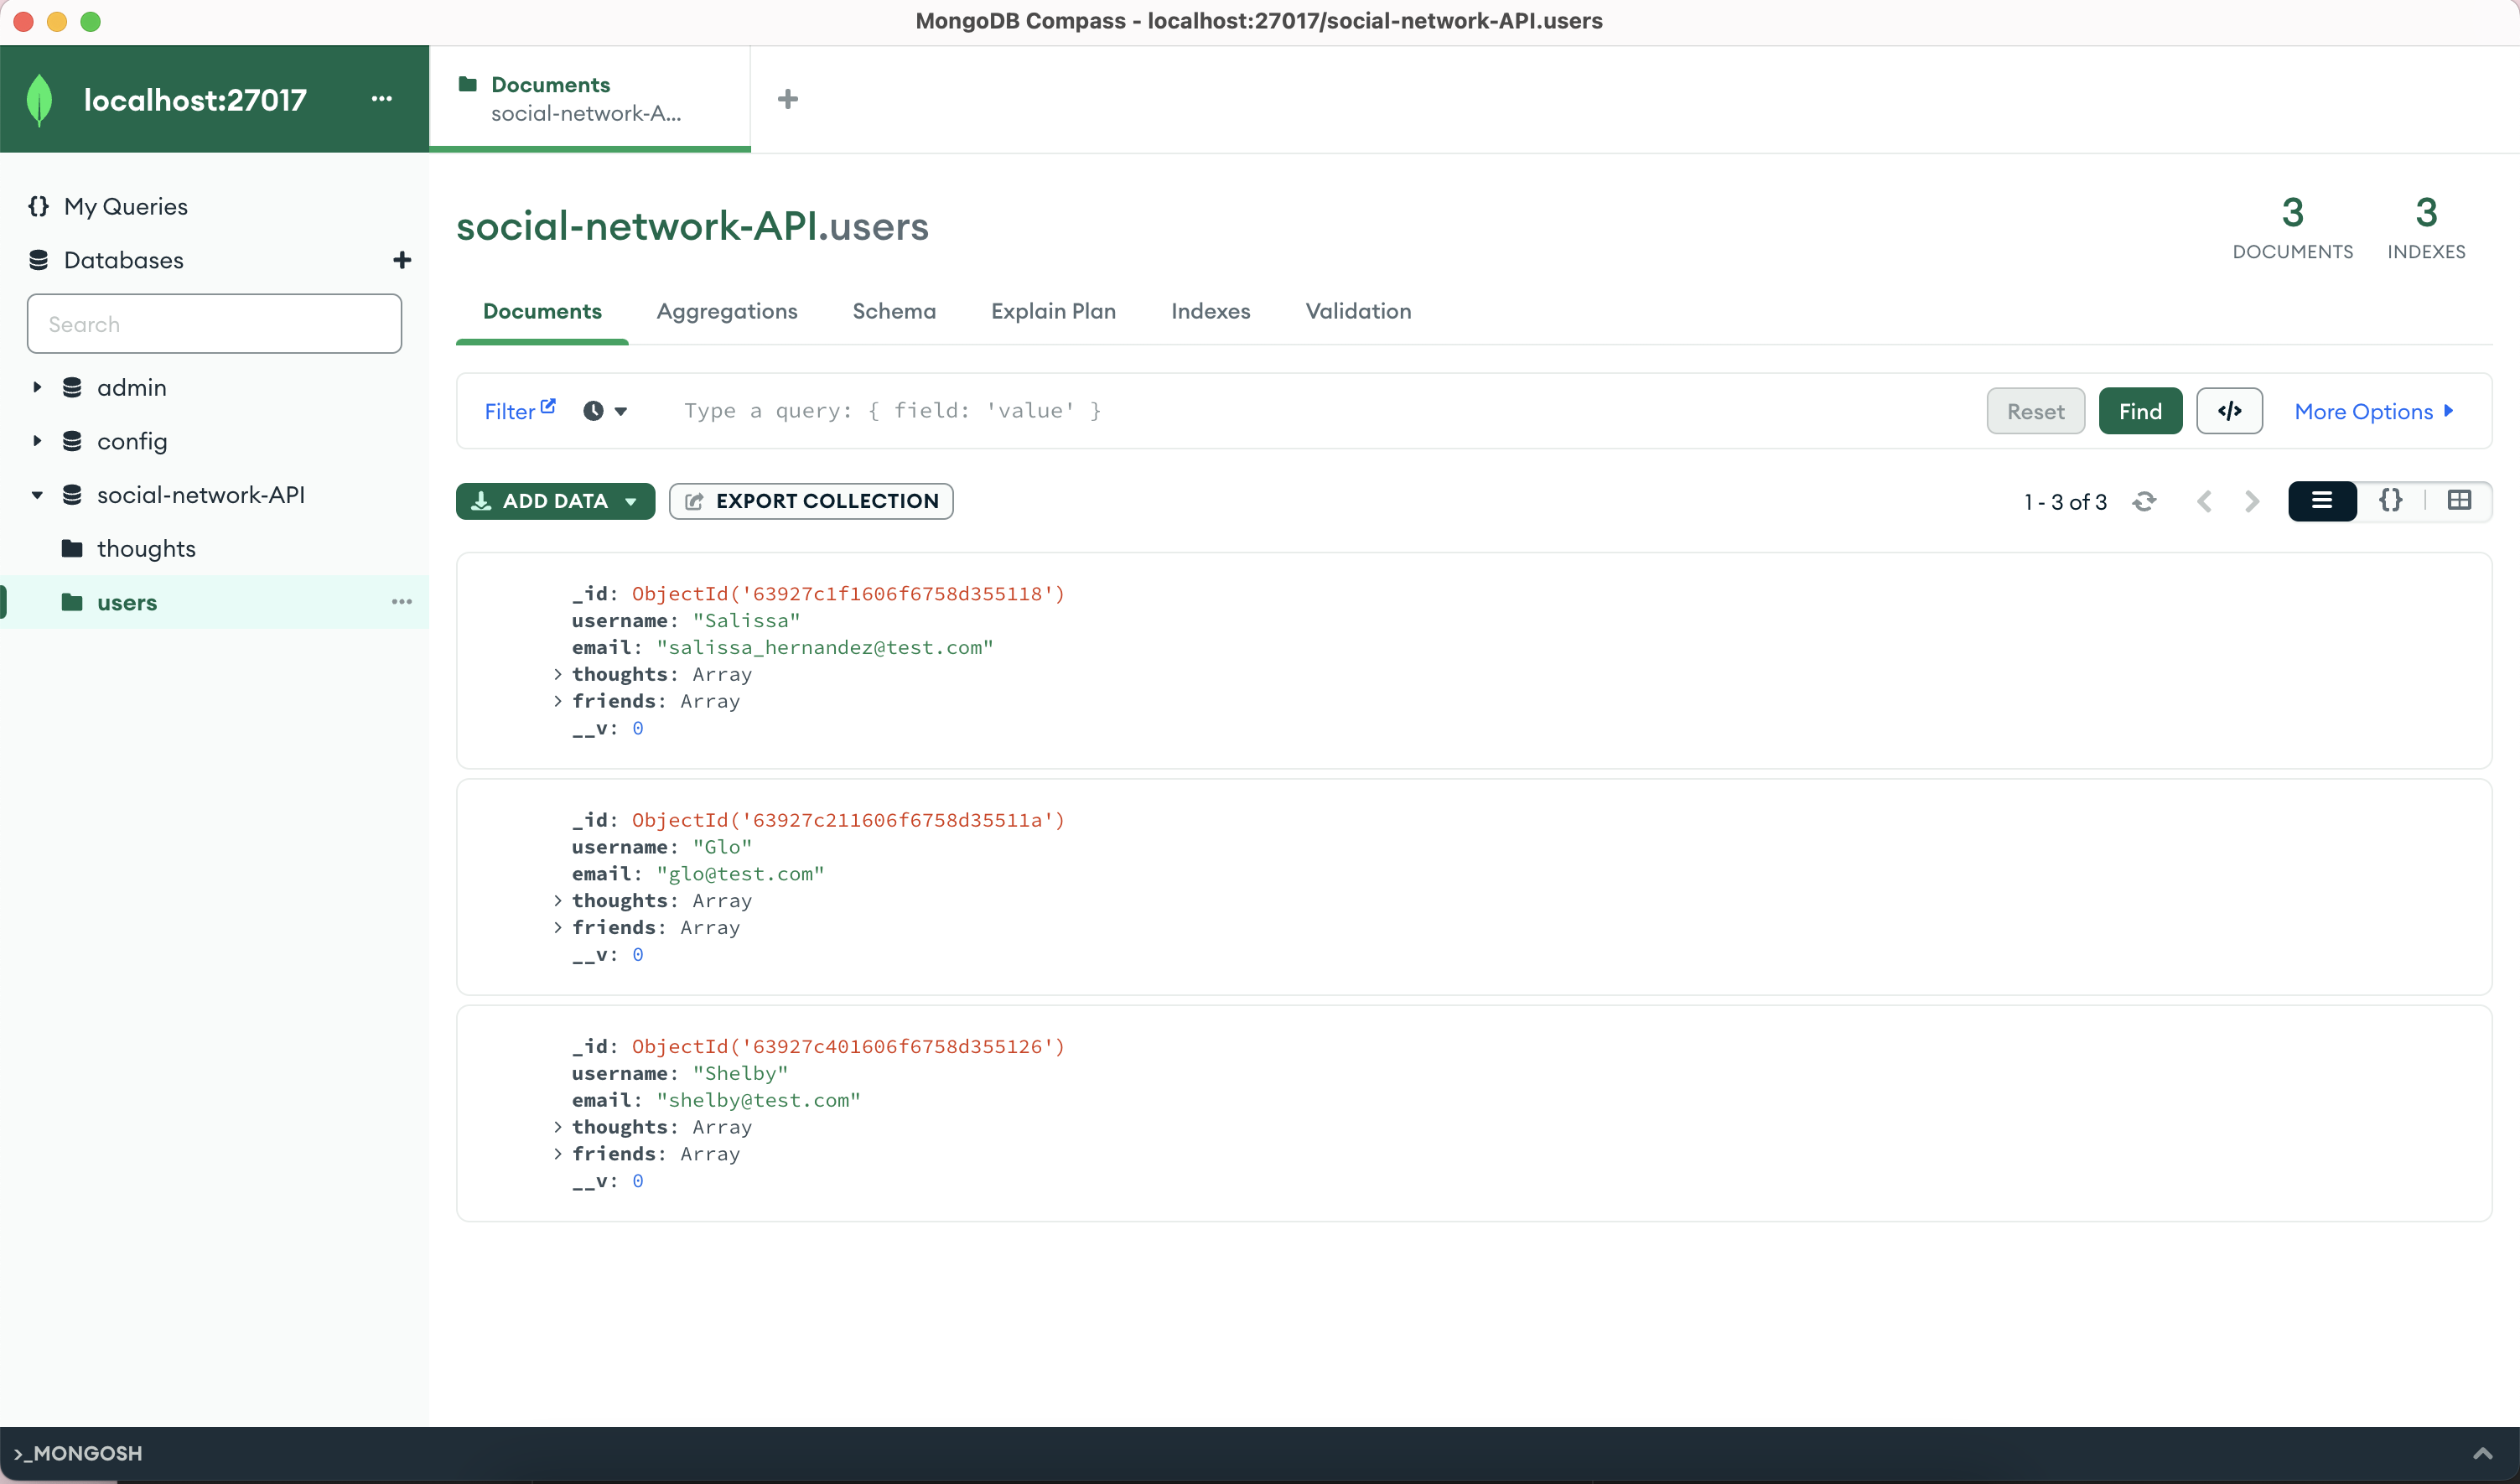 MongoDB Compass - localhost:27017/social-network-API.users
localhost:27017
Documents
social-network-A...
My Queries
Databases
Search
admin
config
social-network-API
thoughts
users
social-network-API.users
3
DOCUMENTS
3
INDEXES
Documents Aggregations Schema Explain Plan Indexes Validation
Filter Type a query: { field: 'value' } Reset Find </> More Options
ADD DATA EXPORT COLLECTION 1 - 3 of 3 {}
_id: ObjectId('63927c1f1606f6758d355118')
username: "Salissa"
email: "salissa_hernandez@test.com"
> thoughts: Array
> friends: Array
__v: 0
_id: ObjectId('63927c211606f6758d35511a')
username: "Glo"
email: "glo@test.com"
> thoughts: Array
> friends: Array
__v: 0
_id: ObjectId('63927c401606f6758d355126')
username: "Shelby"
email: "shelby@test.com"
> thoughts: Array
> friends: Array
__v: 0
>_MONGOSH